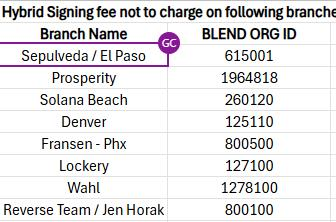 Hybrid Signing fee not to charge on following branche
Branch Name BLEND ORG ID
GC
Sepulveda / El Paso 615001
Prosperity 1964818
Solana Beach 260120
Denver 125110
Fransen - Phx 800500
Lockery 127100
Wahl 1278100
Reverse Team / Jen Horak 800100